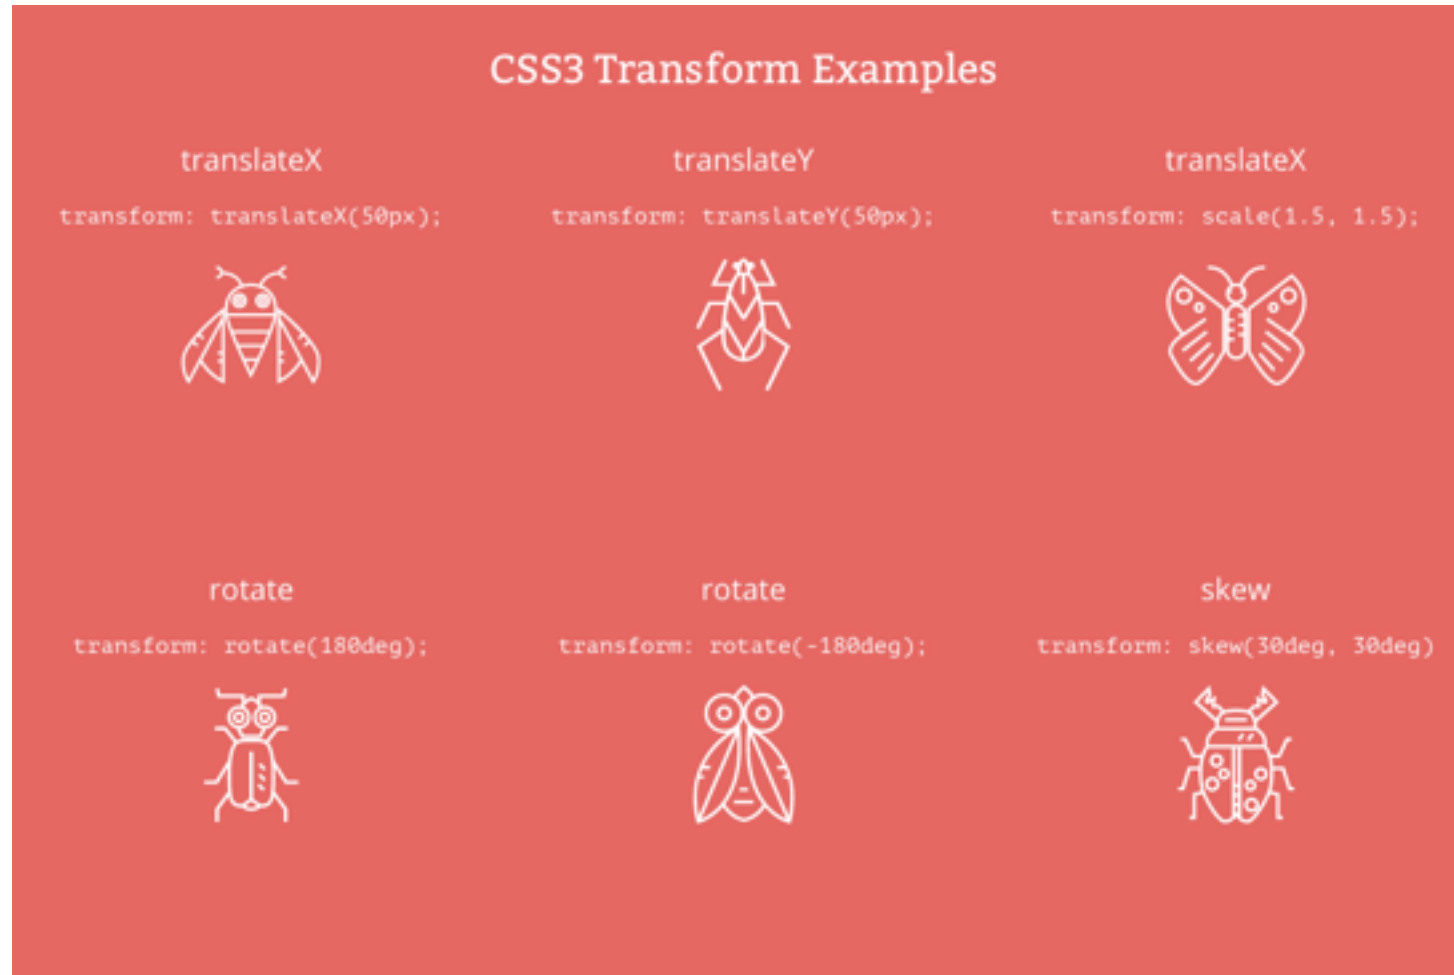 CSS3 Transform Examples
translateX
transform: translateX(50px);
translateY
transform: translateY(50px);
translateX
transform: scale(1.5, 1.5);
rotate
transform: rotate(180deg);
rotate
transform: rotate(-180deg);
skew
transform: skew(30deg, 30deg)